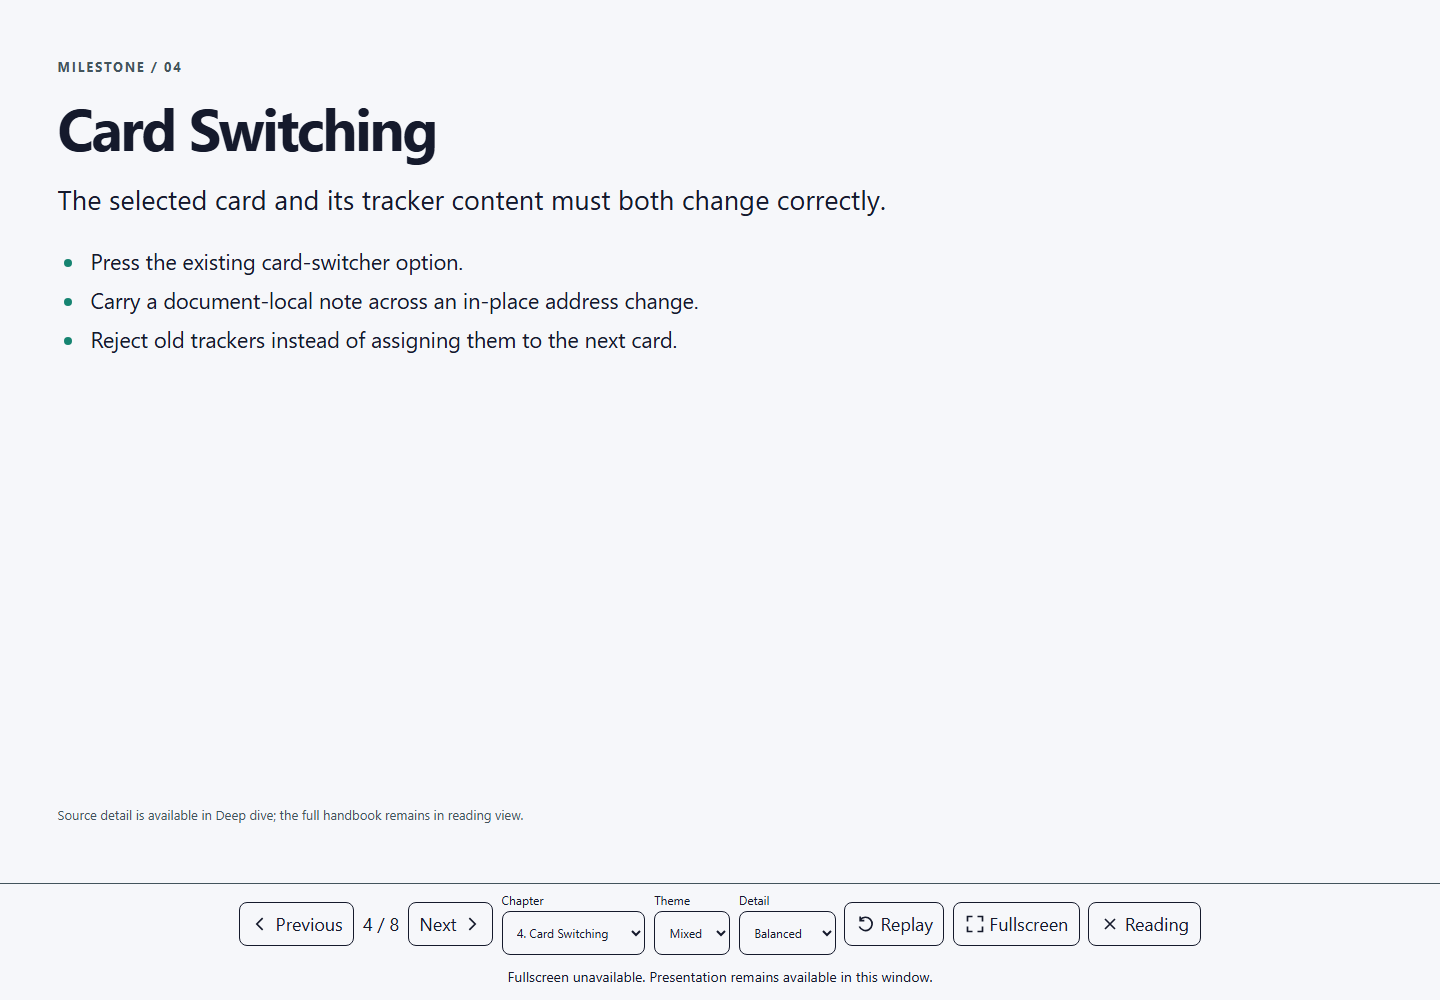 MILESTONE / 04
Card Switching
The selected card and its tracker content must both change correctly.
Press the existing card-switcher option.
Carry a document-local note across an in-place address change.
Reject old trackers instead of assigning them to the next card.
Source detail is available in Deep dive; the full handbook remains in reading view.
Chapter Theme Detail
Previous 4 / 8 Next 4. Card Switching Mixed Balanced Replay Fullscreen Reading
Fullscreen unavailable. Presentation remains available in this window.